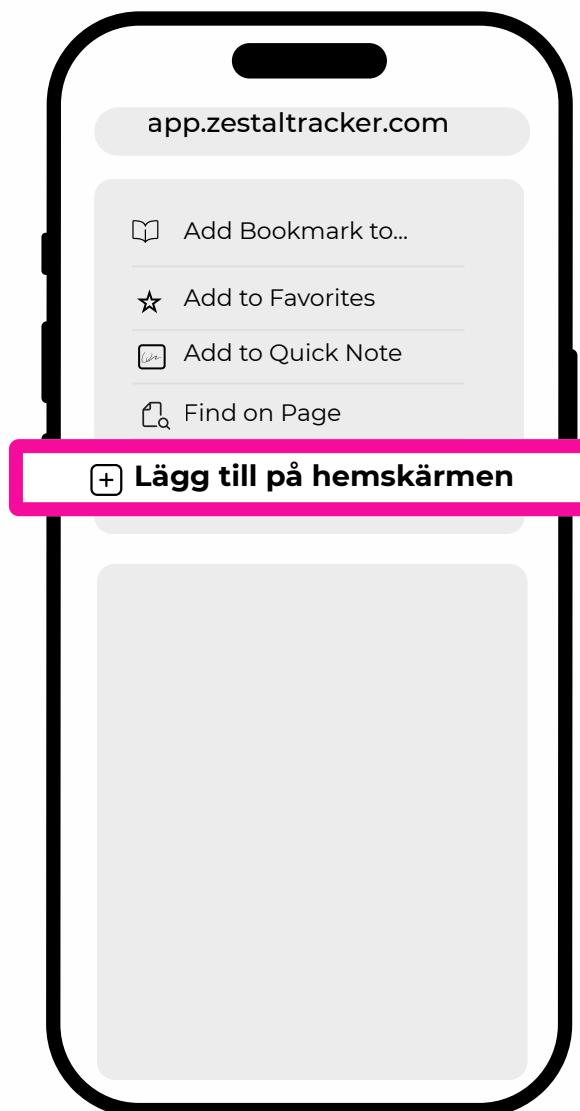 app.zestaltracker.com
Add Bookmark to...
Add to Favorites
Add to Quick Note
Find on Page
Lägg till på hemskärmen